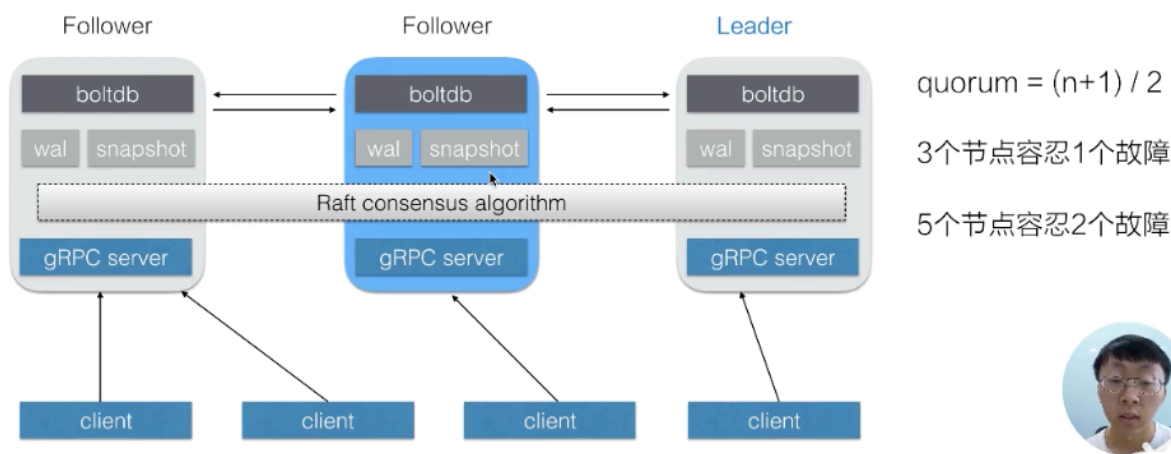 Follower
Follower
Leader
boltdb
boltdb
boltdb
wal
snapshot
wal
snapshot
wal
snapshot
Raft consensus algorithm
gRPC server
gRPC server
gRPC server
client
client
client
client
quorum = (n+1) / 2
3个节点容忍1个故障
5个节点容忍2个故障